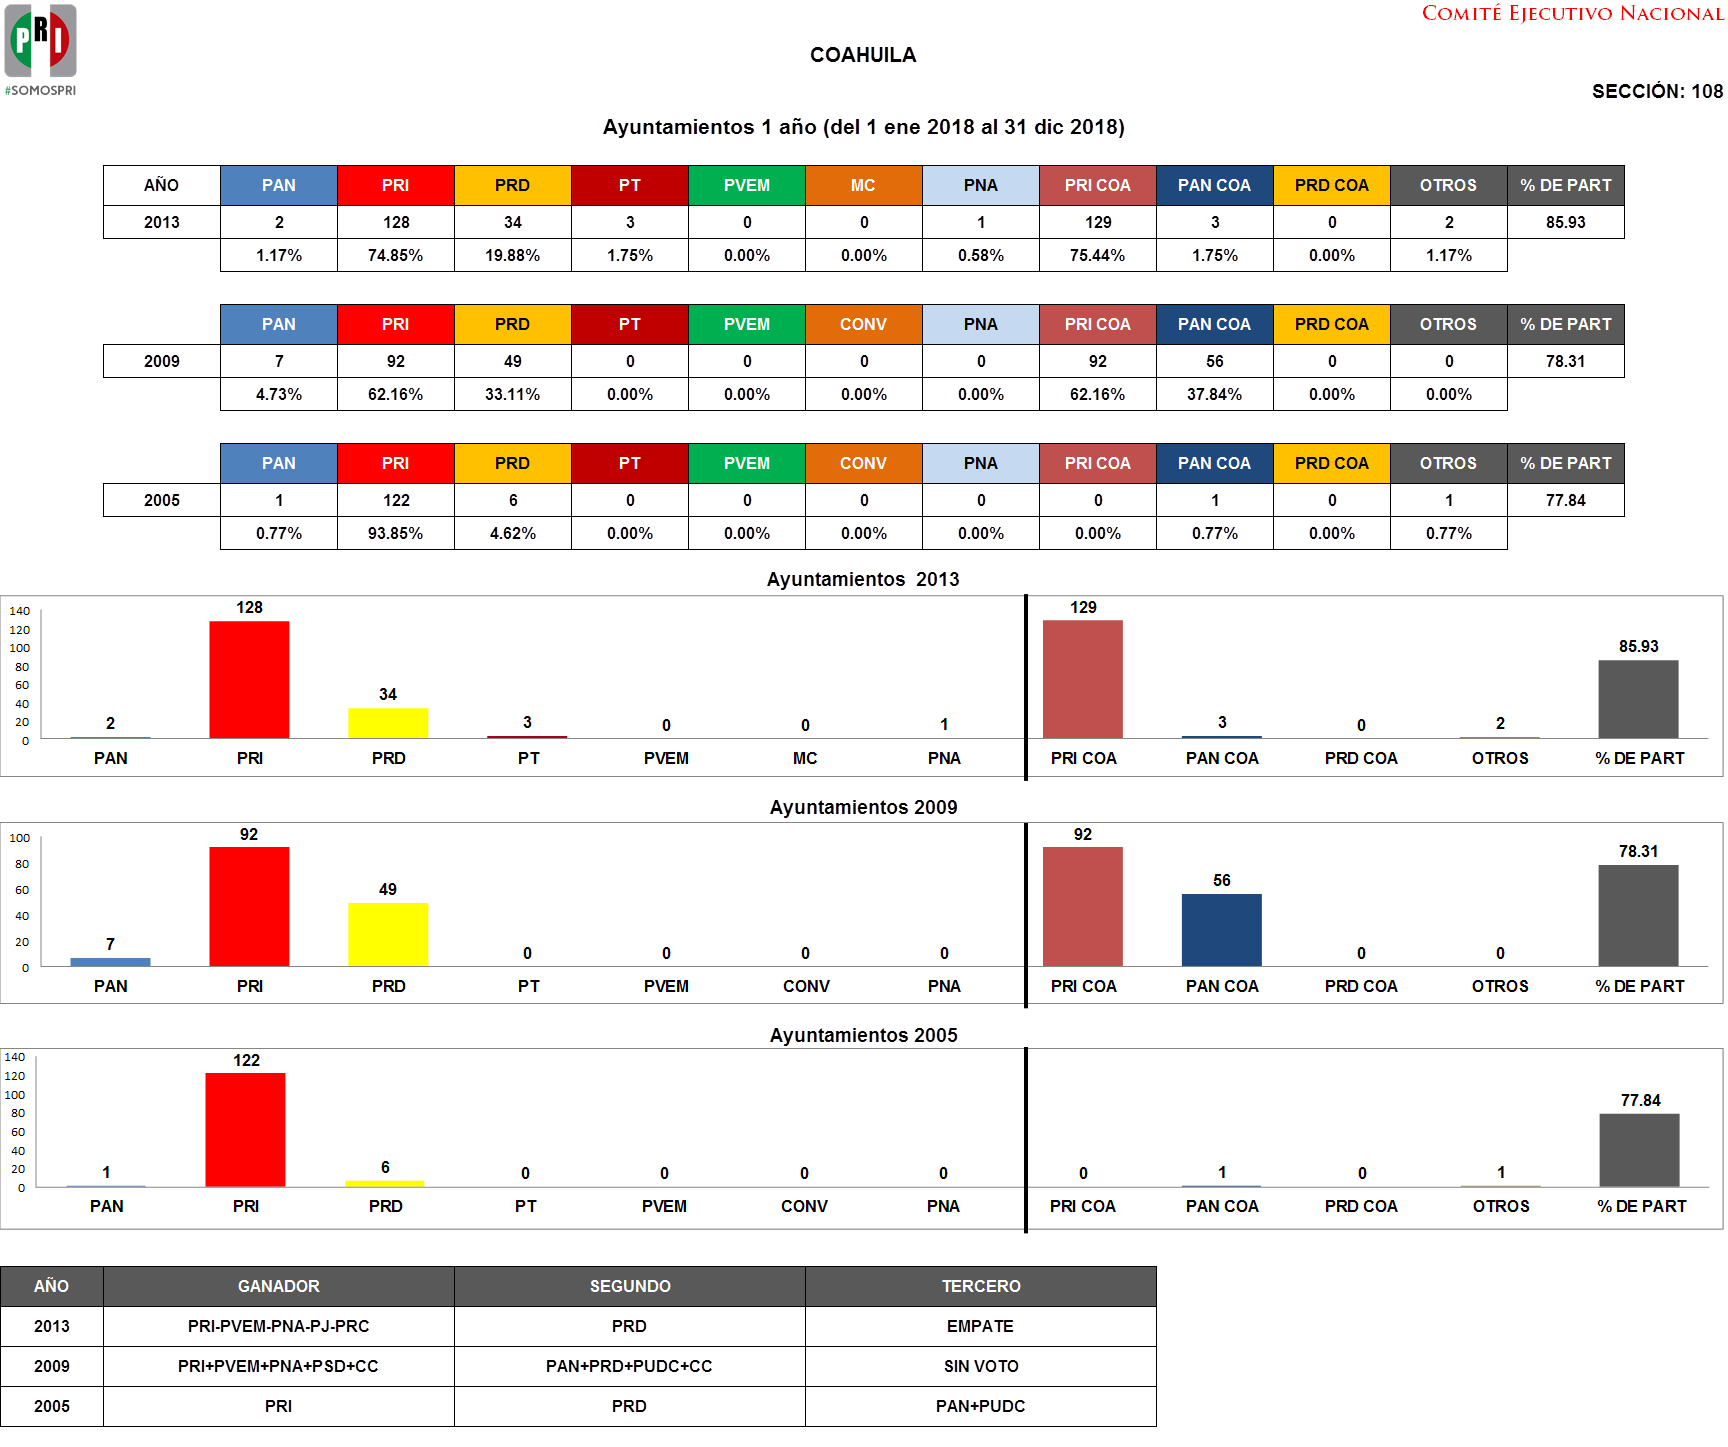 PRI
#SOMOSPRI
COMITÉ EJECUTIVO NACIONAL
COAHUILA
SECCIÓN: 108
Ayuntamientos 1 año (del 1 ene 2018 al 31 dic 2018)
AÑO PAN PRI PRD PT PVEM MC PNA PRI COA PAN COA PRD COA OTROS % DE PART
2013 2 128 34 3 0 0 1 129 3 0 2 85.93
1.17% 74.85% 19.88% 1.75% 0.00% 0.00% 0.58% 75.44% 1.75% 0.00% 1.17%
PAN PRI PRD PT PVEM CONV PNA PRI COA PAN COA PRD COA OTROS % DE PART
2009 7 92 49 0 0 0 0 92 56 0 0 78.31
4.73% 62.16% 33.11% 0.00% 0.00% 0.00% 0.00% 62.16% 37.84% 0.00% 0.00%
PAN PRI PRD PT PVEM CONV PNA PRI COA PAN COA PRD COA OTROS % DE PART
2005 1 122 6 0 0 0 0 0 1 0 1 77.84
0.77% 93.85% 4.62% 0.00% 0.00% 0.00% 0.00% 0.00% 0.77% 0.00% 0.77%
Ayuntamientos 2013
140
120
100
80
60
40
20
0
2 128 34 3 0 0 1 129 3 0 2 85.93
PAN PRI PRD PT PVEM MC PNA PRI COA PAN COA PRD COA OTROS % DE PART
Ayuntamientos 2009
100
80
60
40
20
0
7 92 49 0 0 0 0 92 56 0 0 78.31
PAN PRI PRD PT PVEM CONV PNA PRI COA PAN COA PRD COA OTROS % DE PART
Ayuntamientos 2005
140
120
100
80
60
40
20
0
1 122 6 0 0 0 0 0 1 0 1 77.84
PAN PRI PRD PT PVEM CONV PNA PRI COA PAN COA PRD COA OTROS % DE PART
AÑO GANADOR SEGUNDO TERCERO
2013 PRI-PVEM-PNA-PJ-PRC PRD EMPATE
2009 PRI+PVEM+PNA+PSD+CC PAN+PRD+PUDC+CC SIN VOTO
2005 PRI PRD PAN+PUDC